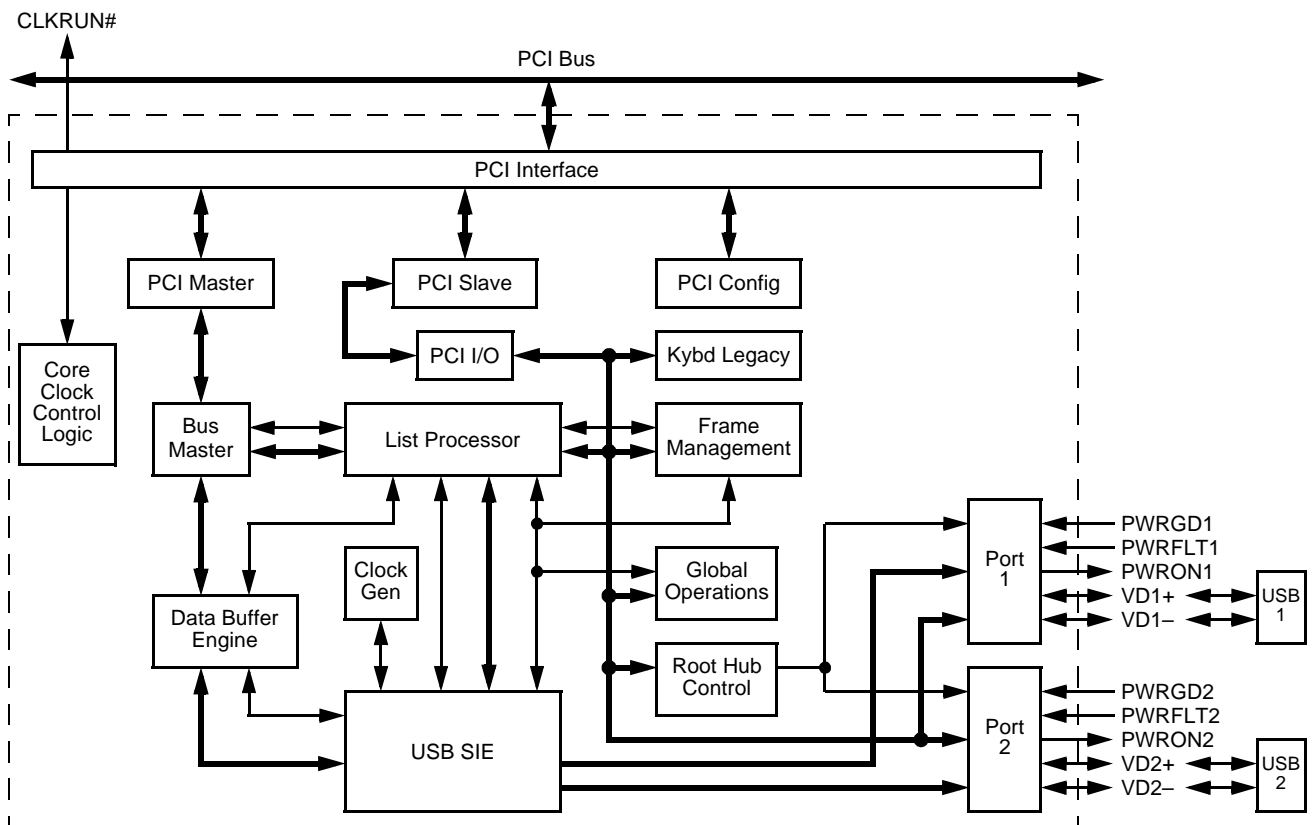 CLKRUN#
PCI Bus
PCI Interface
PCI Master
PCI Slave
PCI Config
PCI I/O
Kybd Legacy
Core
Clock
Control
Logic
Bus
Master
List Processor
Frame
Management
Clock
Gen
Global
Operations
Data Buffer
Engine
Root Hub
Control
USB SIE
Port
1
PWRGD1
PWRFLT1
PWRON1
VD1+
VD1–
USB
1
Port
2
PWRGD2
PWRFLT2
PWRON2
VD2+
VD2–
USB
2